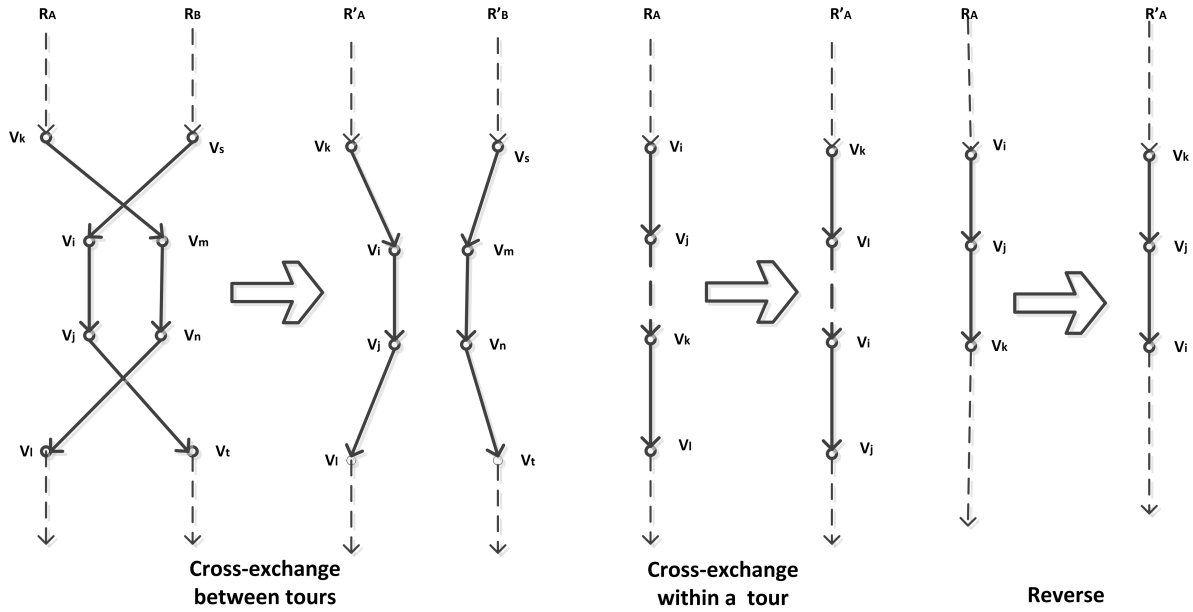 RA RB R'A R'B RA R'A RA R'A
Vk Vs Vk Vs Vi Vk Vi Vk
Vi Vm Vi Vm Vj Vl Vj Vj
Vj Vn Vj Vn Vk Vi Vk Vi
Vl Vt Vl Vt Vl Vj
Cross-exchange
between tours
Cross-exchange
within a tour
Reverse